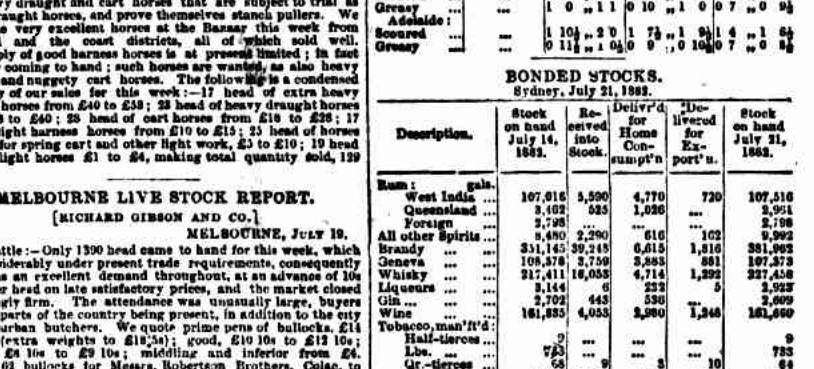 draught and cart horses that are subject to trial as
draught horses, and prove themselves stanch pullers. We
very excellent horses at the Bazaar this week from
and the coast districts, all of which sold well.
ply of good harness horses is at present limited; in fact
coming to hand; such horses are wanted, as also heavy
and nuggety cart horses. The following is a condensed
of our sales for this week:—17 head of extra heavy
horses from £40 to £58; 23 head of heavy draught horses
to £40; 28 head of cart horses from £18 to £28; 17
light harness horses from £10 to £15; 25 head of horses
for spring cart and other light work, £5 to £10; 19 head
light horses £1 to £4, making total quantity sold, 129
MELBOURNE LIVE STOCK REPORT.
[RICHARD GIBSON AND CO.]
MELBOURNE, JULY 19.
ttle:—Only 1390 head came to hand for this week, which
siderably under present trade requirements, consequently
an excellent demand throughout, at an advance of 10s
head on late satisfactory prices, and the market closed
gly firm. The attendance was unusually large, buyers
parts of the country being present, in addition to the city
urban butchers. We quote prime pens of bullocks, £14
(extra weights to £18 5s); good, £10 10s to £12 10s;
£8 10s to £9 10s; middling and inferior from £4.
bullocks for Messrs. Robertson Brothers, Colac, to
Greasy
Adelaide:
Scoured
Greasy
BONDED STOCKS.
Sydney, July 21, 1882.
Description. Stock on hand July 14, 1882. Received into Stock. Delivr'd for Home Consumpt'n "Delivered for Export'n. Stock on hand July 21, 1882.
Rum: gals.
West India ... 107,016 5,590 4,770 720 107,516
Queensland ... 3,462 525 1,026 ... 2,961
Foreign ... 2,798 ... ... ... 2,798
All other Spirits ... 8,480 2,290 616 162 9,992
Brandy ... ... 351,145 39,248 6,615 1,816 381,962
Geneva ... ... 108,378 3,759 3,883 881 107,373
Whisky ... ... 217,411 16,053 4,714 1,292 227,458
Liqueurs ... ... 3,144 6 222 5 2,923
Gin ... ... ... 2,702 443 536 ... 2,609
Wine ... ... 161,835 4,053 2,980 1,248 161,660
Tobacco, man'ft'd:
Half-tierces ... 9 ... ... ... 9
Lbs. ... ... 733 ... ... ... 733
Qr.-tierces ... 68 9 3 10 64